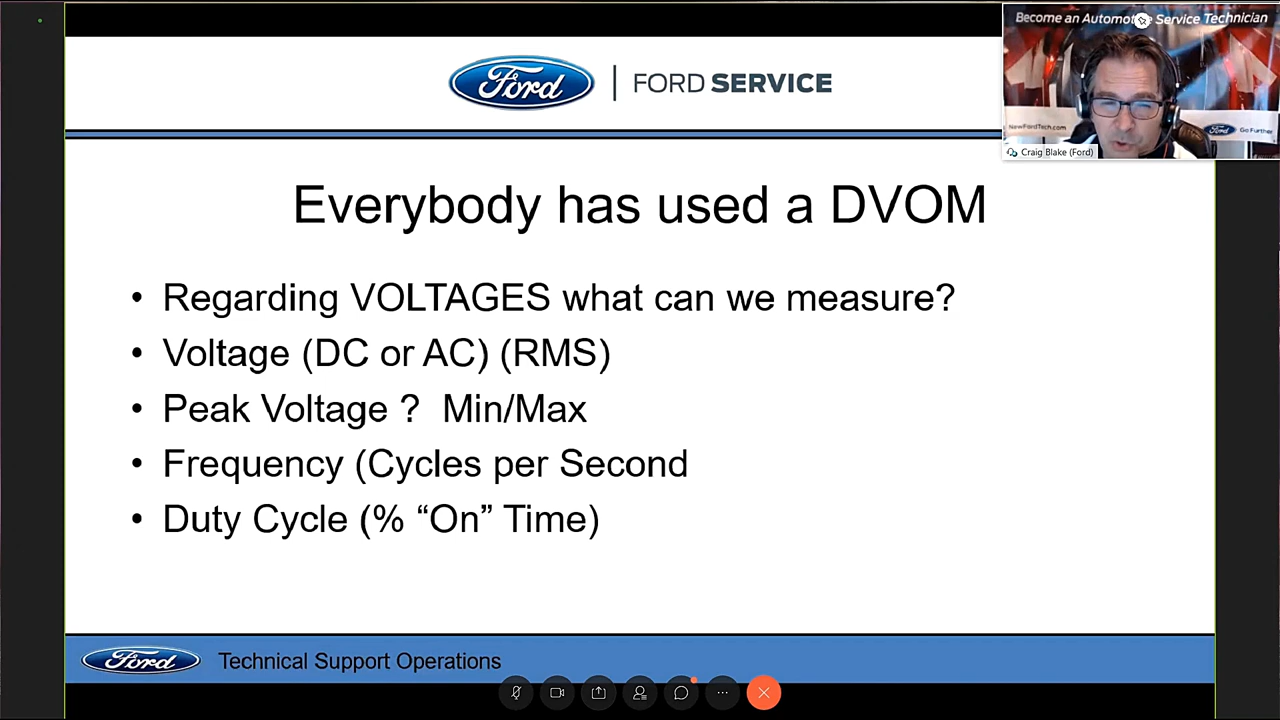 Become an Automotive Service Technician
NewFordTech.com
Ford
Go Further
Craig Blake (Ford)
Ford | FORD SERVICE
Everybody has used a DVOM
• Regarding VOLTAGES what can we measure?
• Voltage (DC or AC) (RMS)
• Peak Voltage ?  Min/Max
• Frequency (Cycles per Second
• Duty Cycle (% “On” Time)
Ford
Technical Support Operations